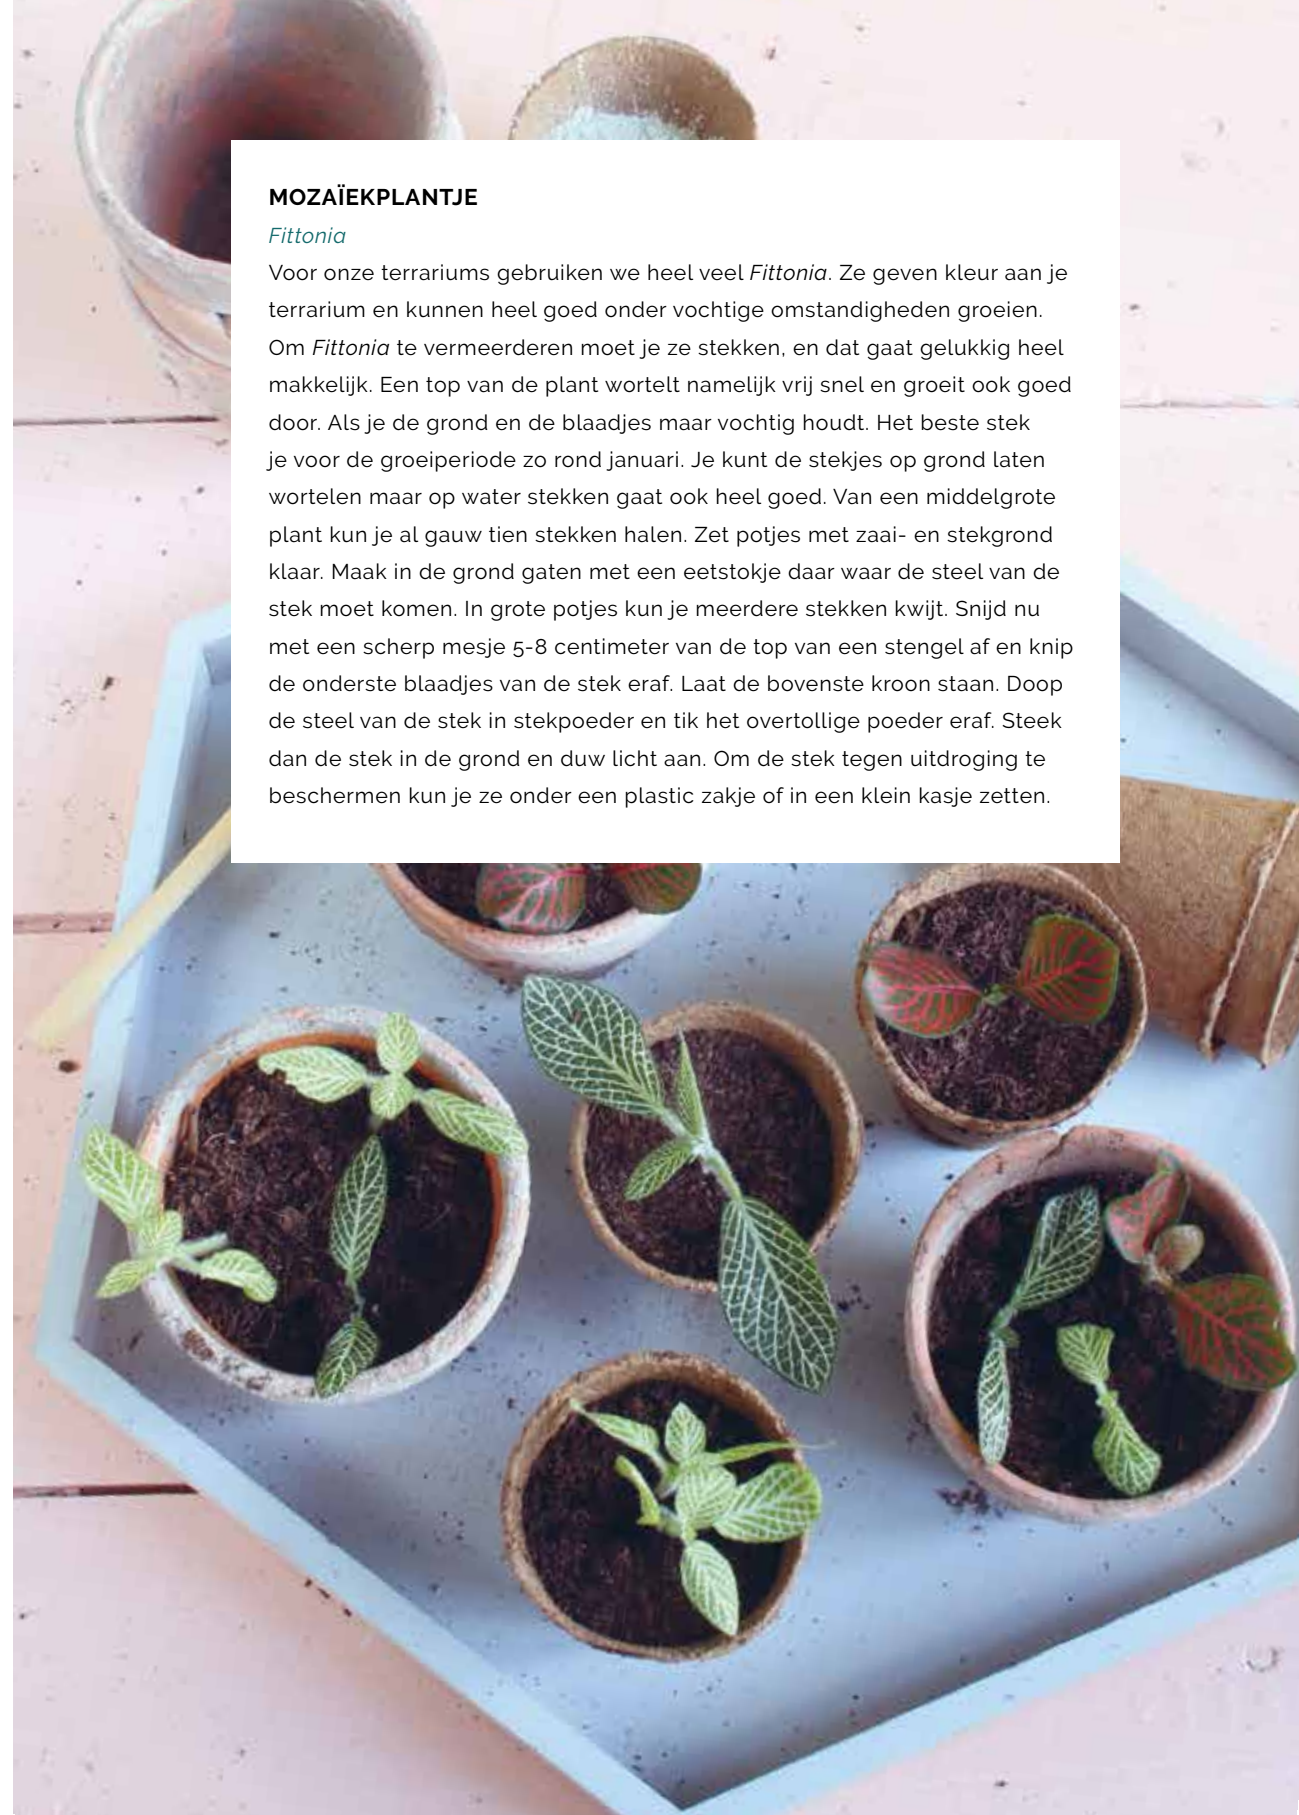 MOZAÏEKPLANTJE
Fittonia
Voor onze terrariums gebruiken we heel veel Fittonia. Ze geven kleur aan je
terrarium en kunnen heel goed onder vochtige omstandigheden groeien.
Om Fittonia te vermeerderen moet je ze stekken, en dat gaat gelukkig heel
makkelijk. Een top van de plant wortelt namelijk vrij snel en groeit ook goed
door. Als je de grond en de blaadjes maar vochtig houdt. Het beste stek
je voor de groeiperiode zo rond januari. Je kunt de stekjes op grond laten
wortelen maar op water stekken gaat ook heel goed. Van een middelgrote
plant kun je al gauw tien stekken halen. Zet potjes met zaai- en stekgrond
klaar. Maak in de grond gaten met een eetstokje daar waar de steel van de
stek moet komen. In grote potjes kun je meerdere stekken kwijt. Snijd nu
met een scherp mesje 5-8 centimeter van de top van een stengel af en knip
de onderste blaadjes van de stek eraf. Laat de bovenste kroon staan. Doop
de steel van de stek in stekpoeder en tik het overtollige poeder eraf. Steek
dan de stek in de grond en duw licht aan. Om de stek tegen uitdroging te
beschermen kun je ze onder een plastic zakje of in een klein kasje zetten.